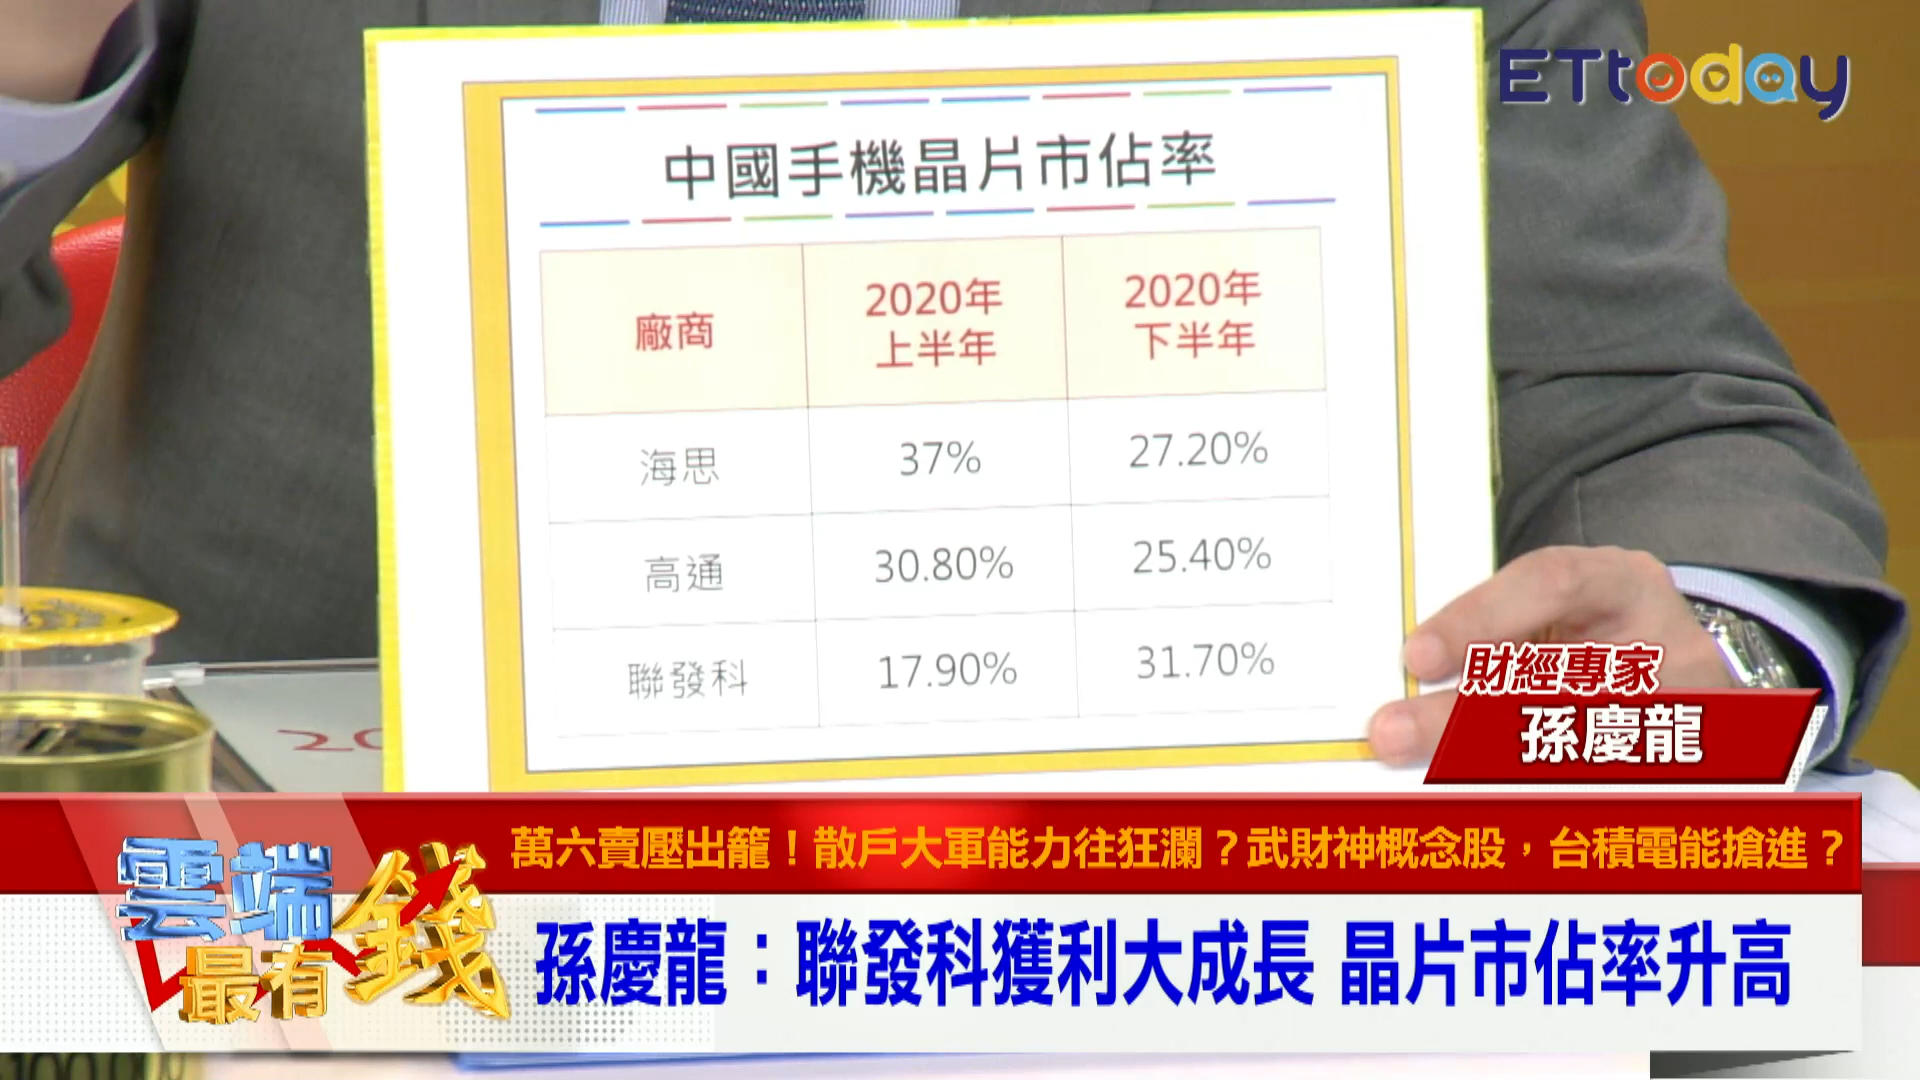 ETtoday
中國手機晶片市佔率
廠商 2020年上半年 2020年下半年
海思 37% 27.20%
高通 30.80% 25.40%
聯發科 17.90% 31.70%
財經專家
孫慶龍
萬六賣壓出籠！散戶大軍能力往狂瀾？武財神概念股，台積電能搶進？
雲端最有錢
孫慶龍：聯發科獲利大成長 晶片市佔率升高